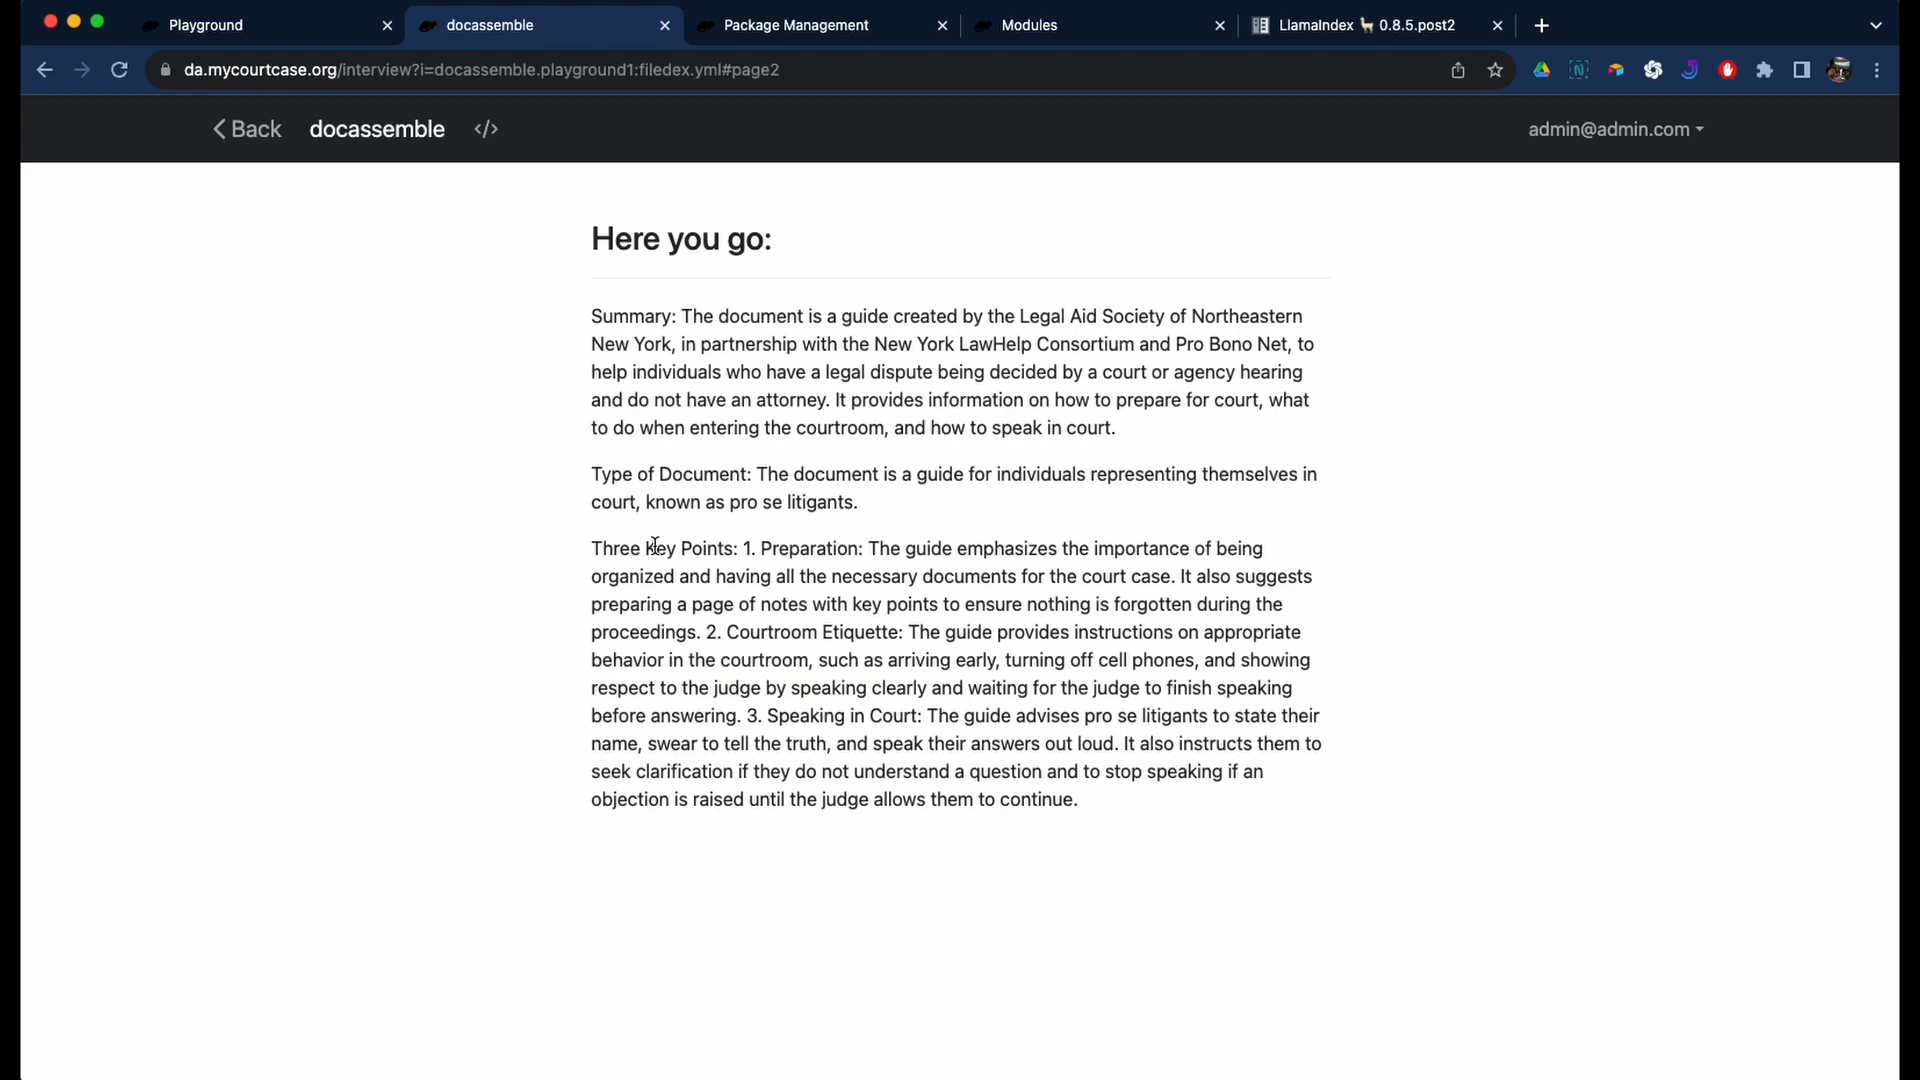 Playground
docassemble
Package Management
Modules
LlamaIndex 🦙 0.8.5.post2
da.mycourtcase.org/interview?i=docassemble.playground1:filedex.yml#page2
Back docassemble </> admin@admin.com
Here you go:
Summary: The document is a guide created by the Legal Aid Society of Northeastern
New York, in partnership with the New York LawHelp Consortium and Pro Bono Net, to
help individuals who have a legal dispute being decided by a court or agency hearing
and do not have an attorney. It provides information on how to prepare for court, what
to do when entering the courtroom, and how to speak in court.
Type of Document: The document is a guide for individuals representing themselves in
court, known as pro se litigants.
Three Key Points: 1. Preparation: The guide emphasizes the importance of being
organized and having all the necessary documents for the court case. It also suggests
preparing a page of notes with key points to ensure nothing is forgotten during the
proceedings. 2. Courtroom Etiquette: The guide provides instructions on appropriate
behavior in the courtroom, such as arriving early, turning off cell phones, and showing
respect to the judge by speaking clearly and waiting for the judge to finish speaking
before answering. 3. Speaking in Court: The guide advises pro se litigants to state their
name, swear to tell the truth, and speak their answers out loud. It also instructs them to
seek clarification if they do not understand a question and to stop speaking if an
objection is raised until the judge allows them to continue.